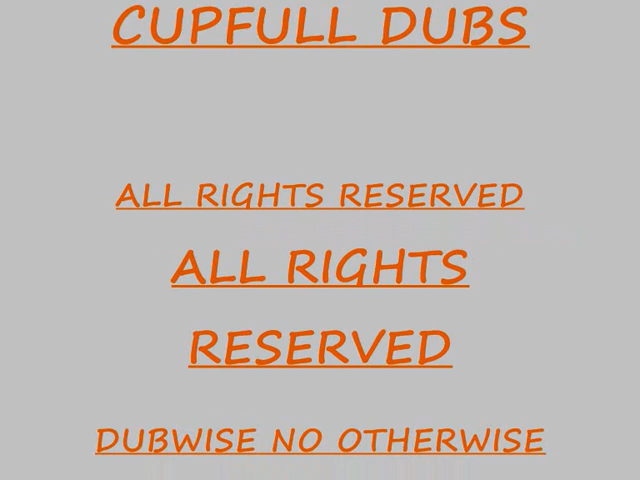 CUPFULL DUBS
ALL RIGHTS RESERVED
ALL RIGHTS
RESERVED
DUBWISE NO OTHERWISE